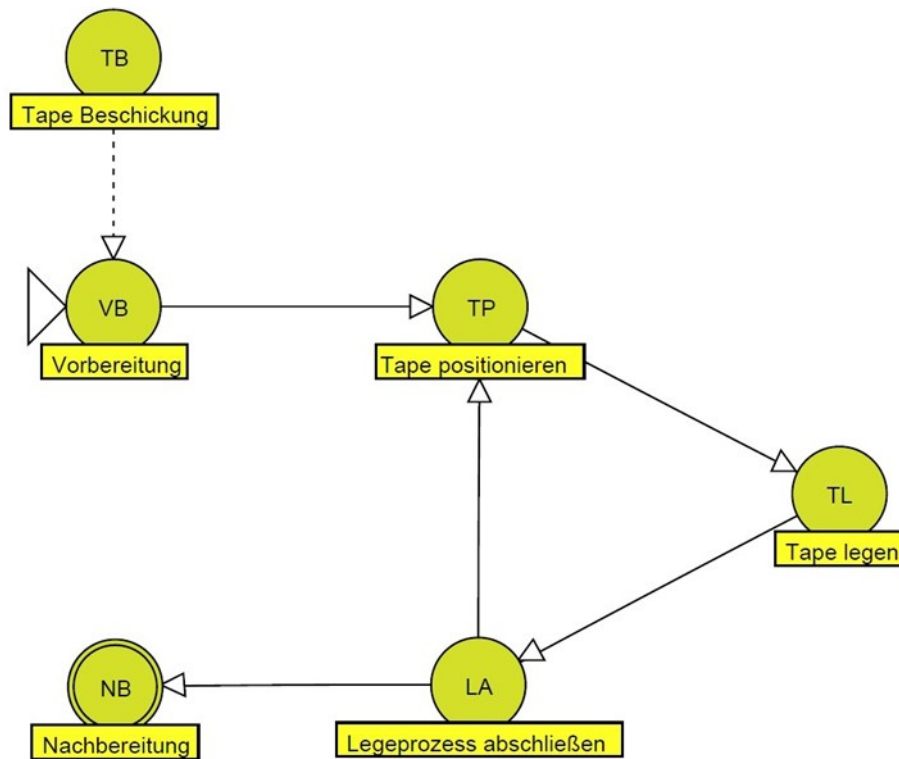 TB
Tape Beschickung
VB
Vorbereitung
TP
Tape positionieren
TL
Tape legen
LA
Legeprozess abschließen
NB
Nachbereitung